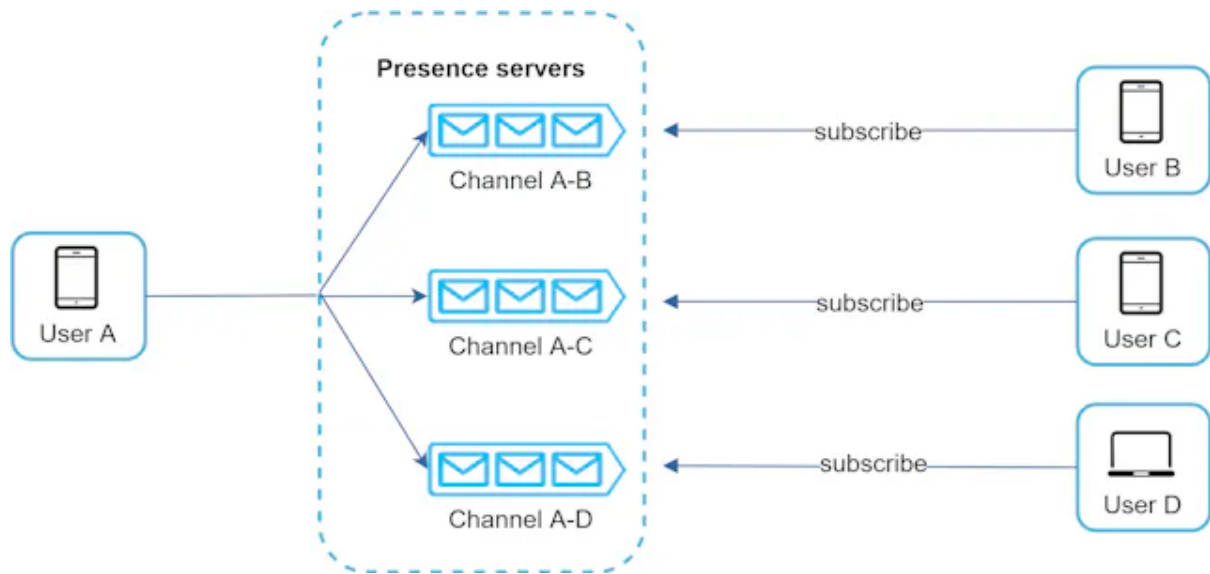 Presence servers
Channel A-B
subscribe
User B
User A
Channel A-C
subscribe
User C
Channel A-D
subscribe
User D